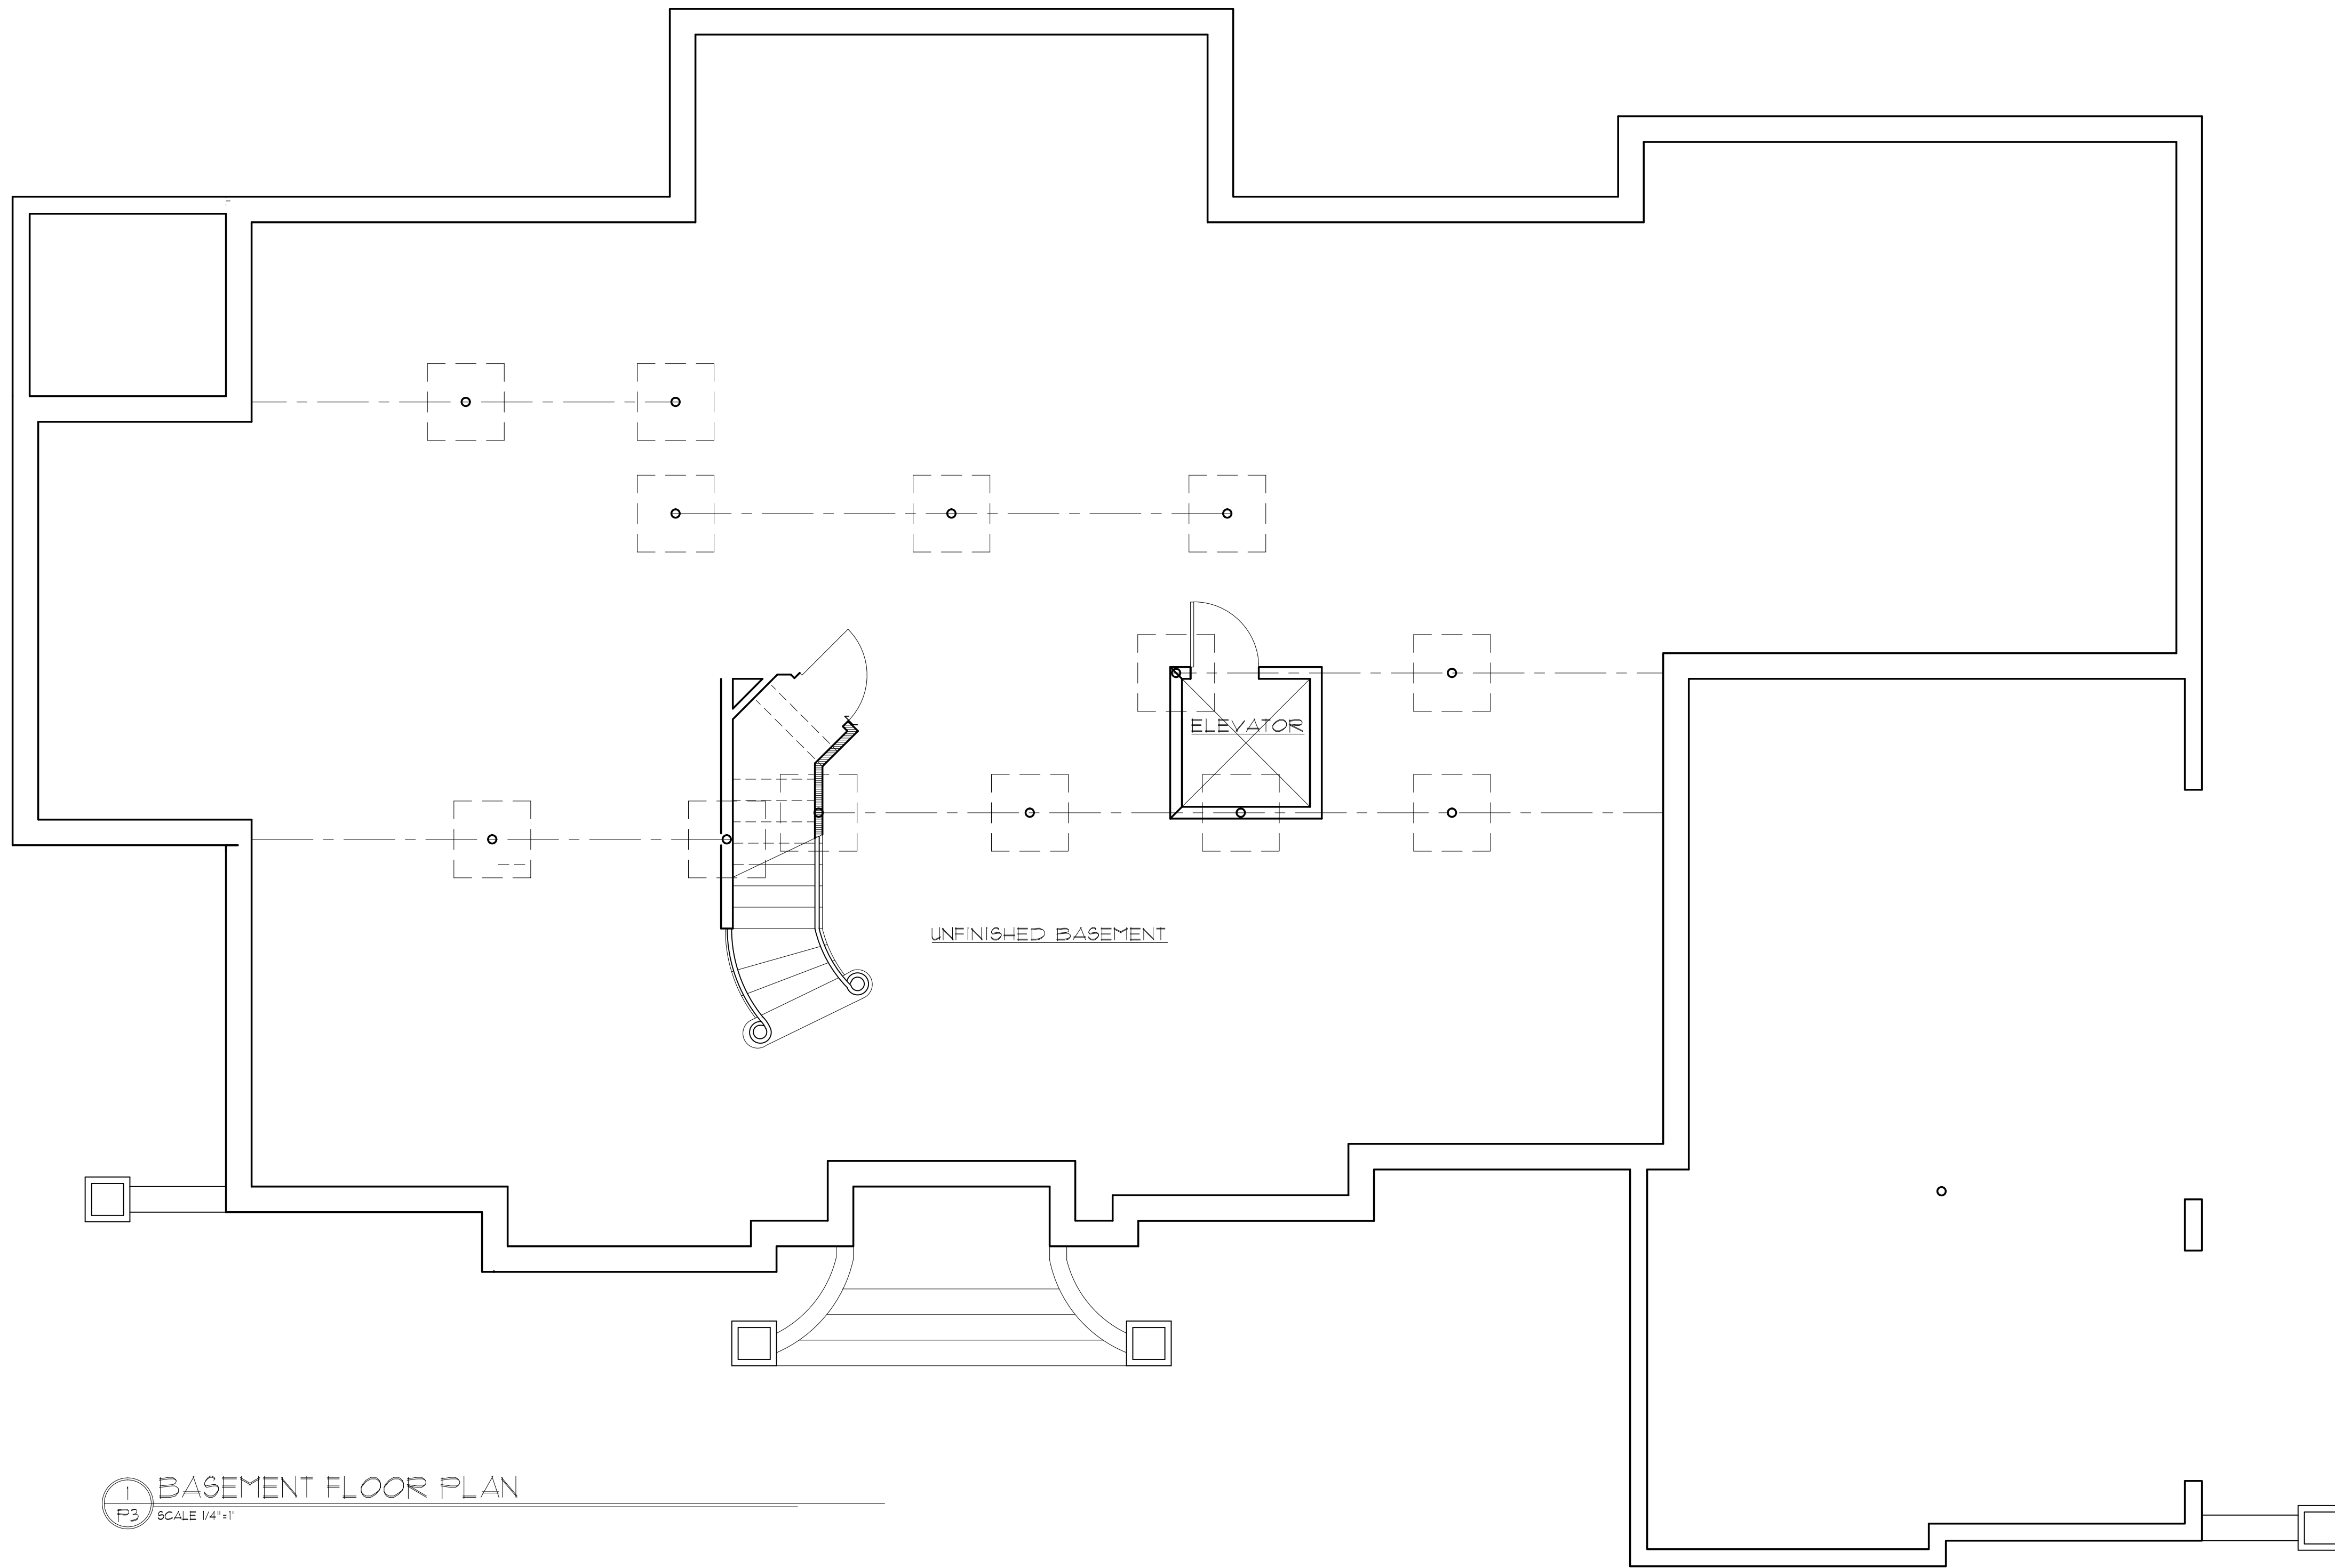 ELEVATOR
UNFINISHED BASEMENT
1
P3
BASEMENT FLOOR PLAN
SCALE 1/4"=1'